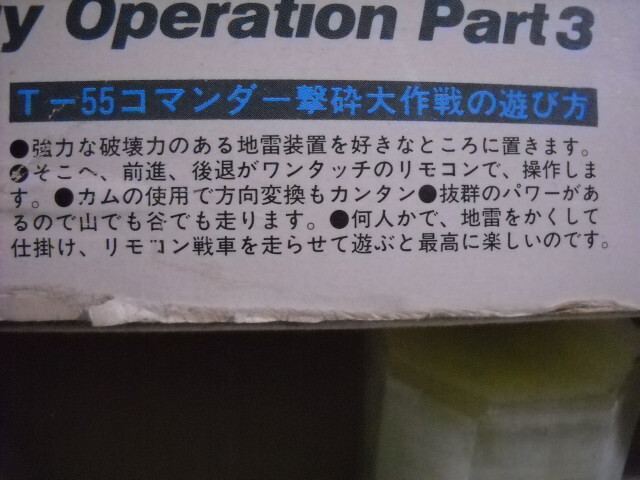 y Operation Part 3
T-55コマンダー撃砕大作戦の遊び方
●強力な破壊力のある地雷装置を好きなところに置きます。
●そこへ、前進、後退がワンタッチのリモコンで、操作しま
す。●カムの使用で方向変換もカンタン●抜群のパワーがあ
るので山でも谷でも走ります。●何人かで、地雷をかくして
仕掛け、リモコン戦車を走らせて遊ぶと最高に楽しいのです。